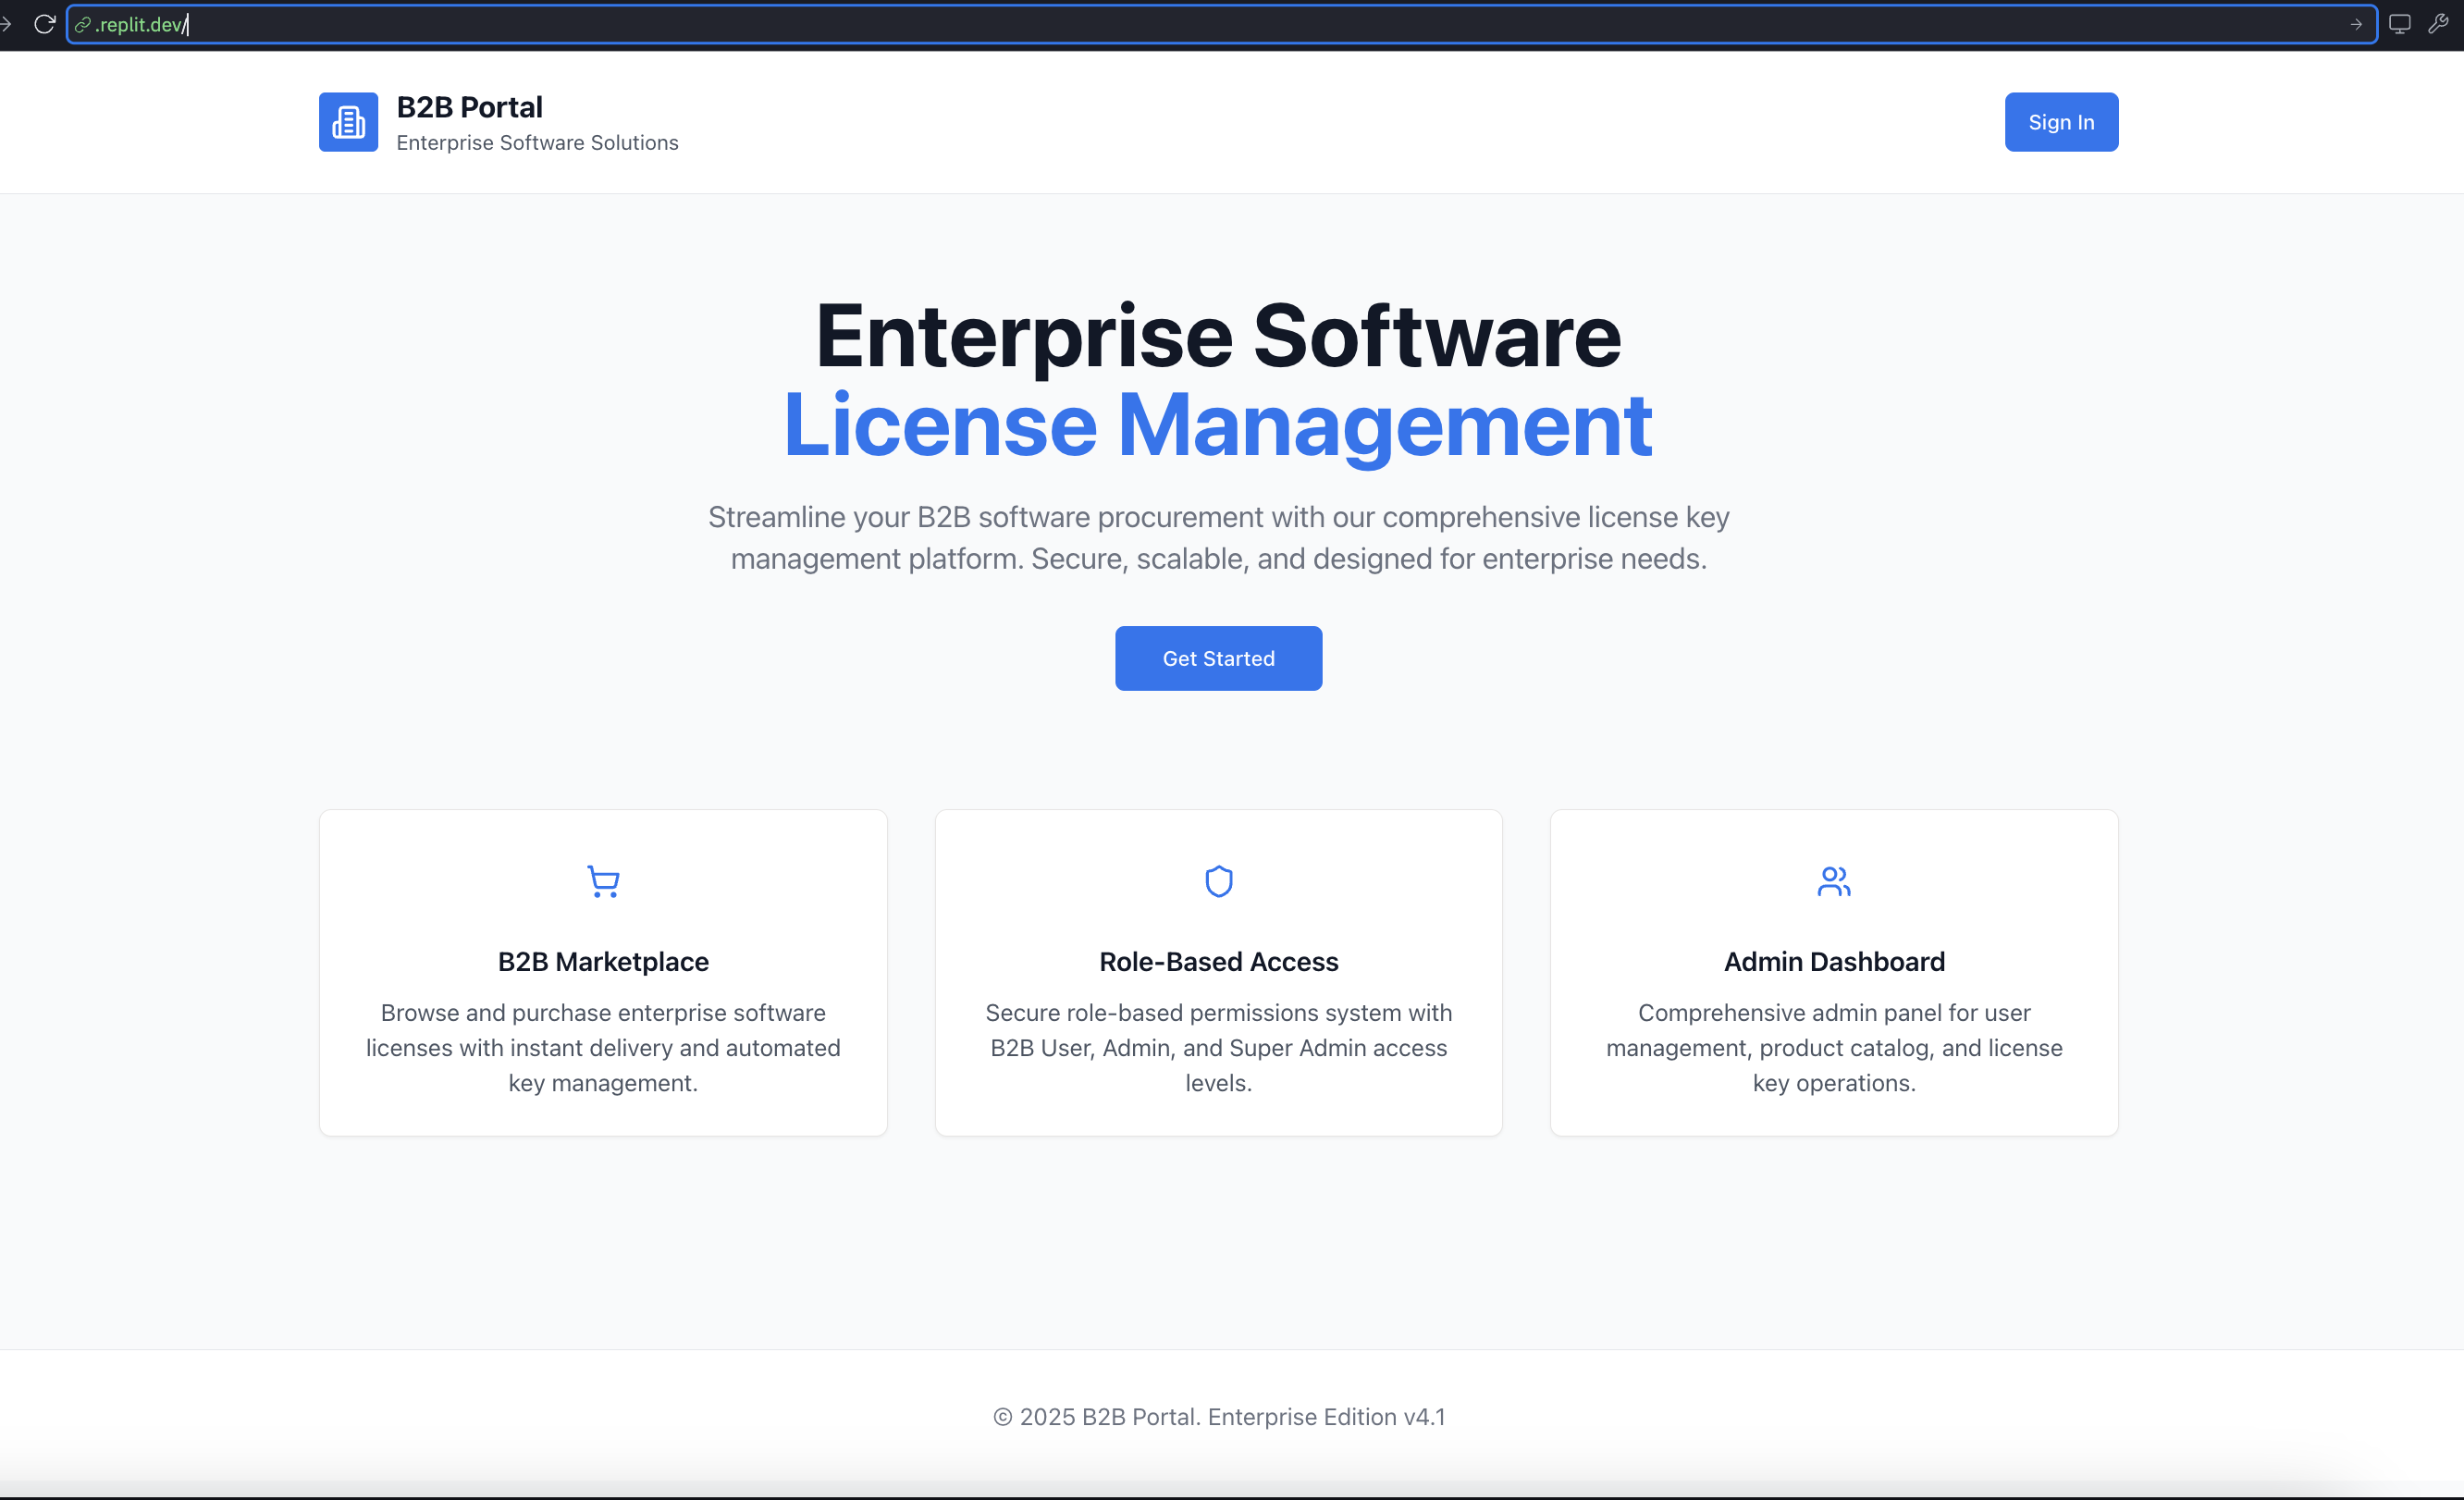 .replit.dev/
B2B Portal
Enterprise Software Solutions
Sign In
Enterprise Software
License Management
Streamline your B2B software procurement with our comprehensive license key
management platform. Secure, scalable, and designed for enterprise needs.
Get Started
B2B Marketplace
Browse and purchase enterprise software
licenses with instant delivery and automated
key management.
Role-Based Access
Secure role-based permissions system with
B2B User, Admin, and Super Admin access
levels.
Admin Dashboard
Comprehensive admin panel for user
management, product catalog, and license
key operations.
© 2025 B2B Portal. Enterprise Edition v4.1